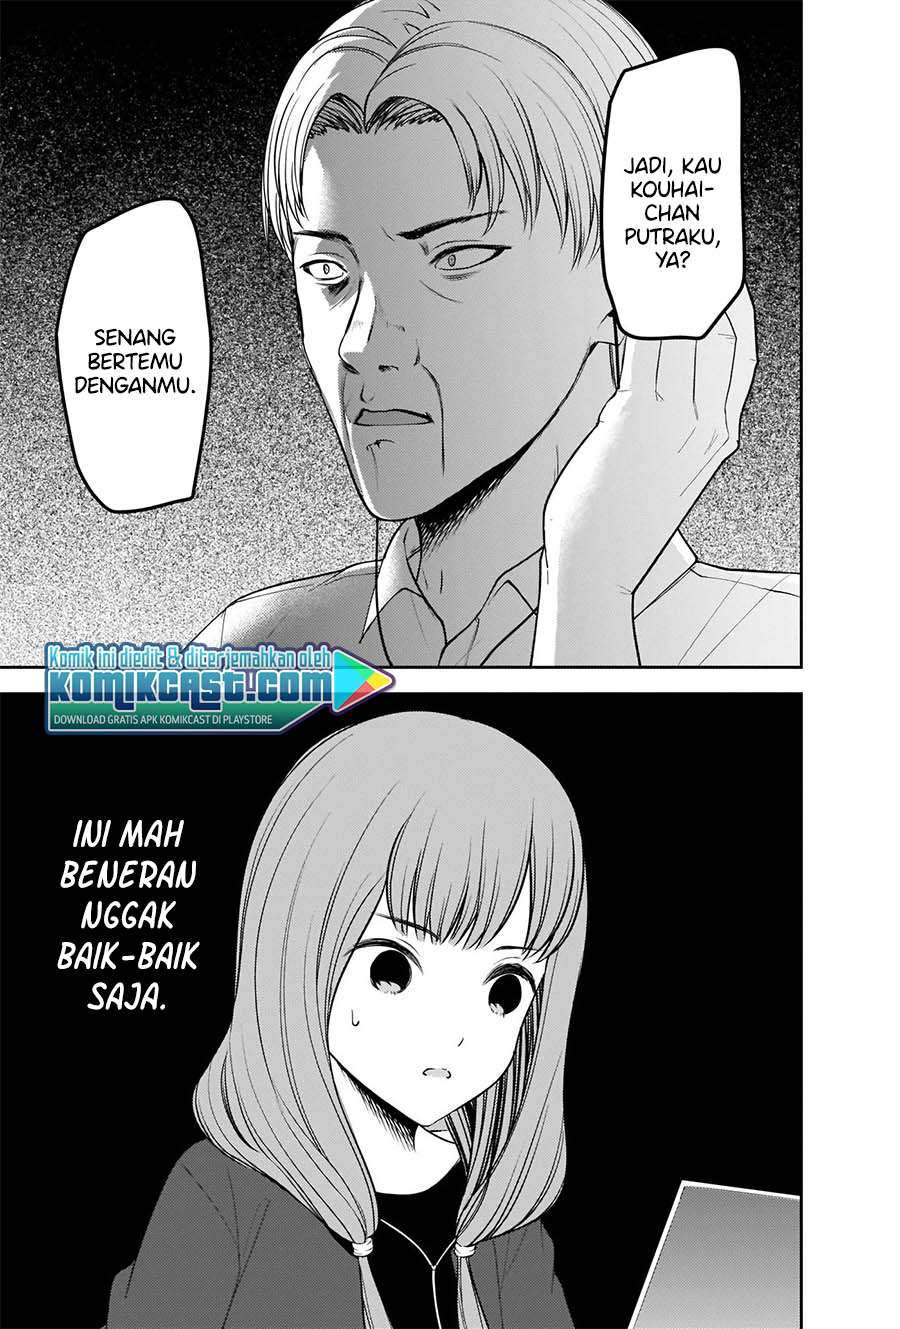 JADI, KAU
KOUHAI-
CHAN
PUTRAKU,
YA?
SENANG
BERTEMU
DENGANMU.
Komik ini diedit & diterjemahkan oleh
KOMIKCAST.COM
DOWNLOAD GRATIS APK KOMIKCAST DI PLAYSTORE
INI MAH
BENERAN
NGGAK
BAIK-BAIK
SAJA.